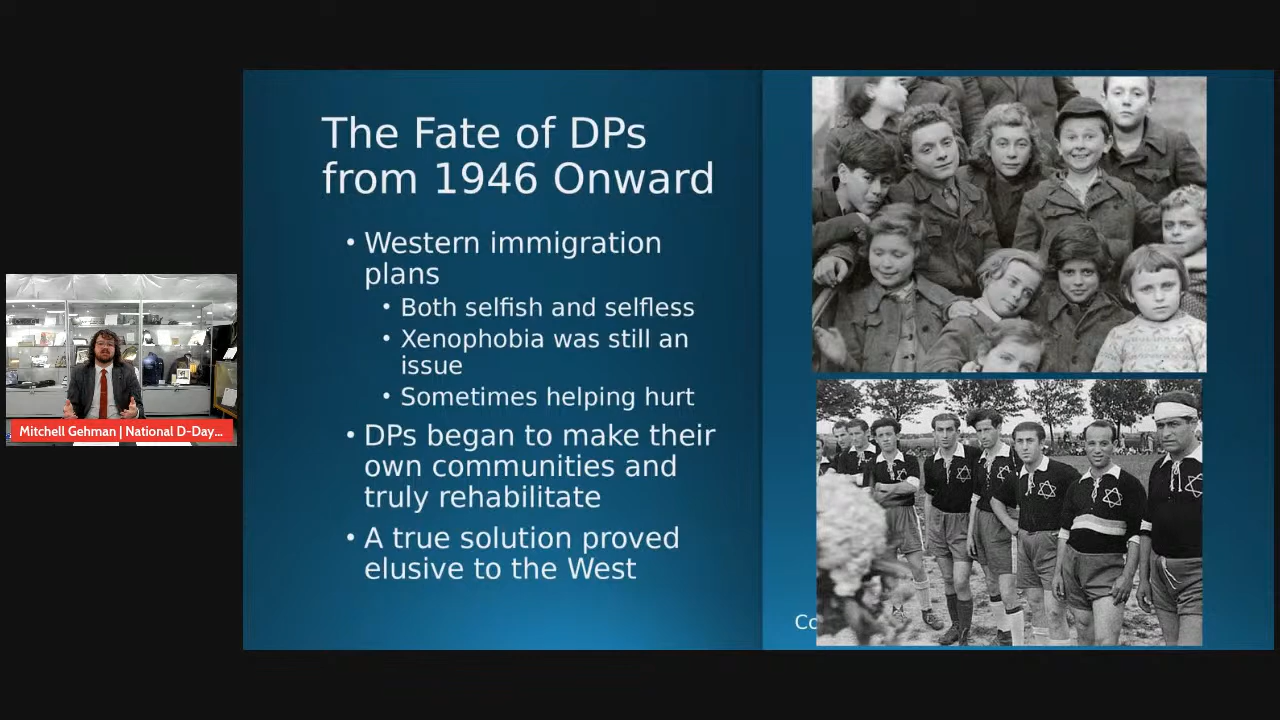 The Fate of DPs
from 1946 Onward
• Western immigration
plans
• Both selfish and selfless
• Xenophobia was still an
issue
• Sometimes helping hurt
• DPs began to make their
own communities and
truly rehabilitate
• A true solution proved
elusive to the West
Co
Mitchell Gehman | National D-Day...